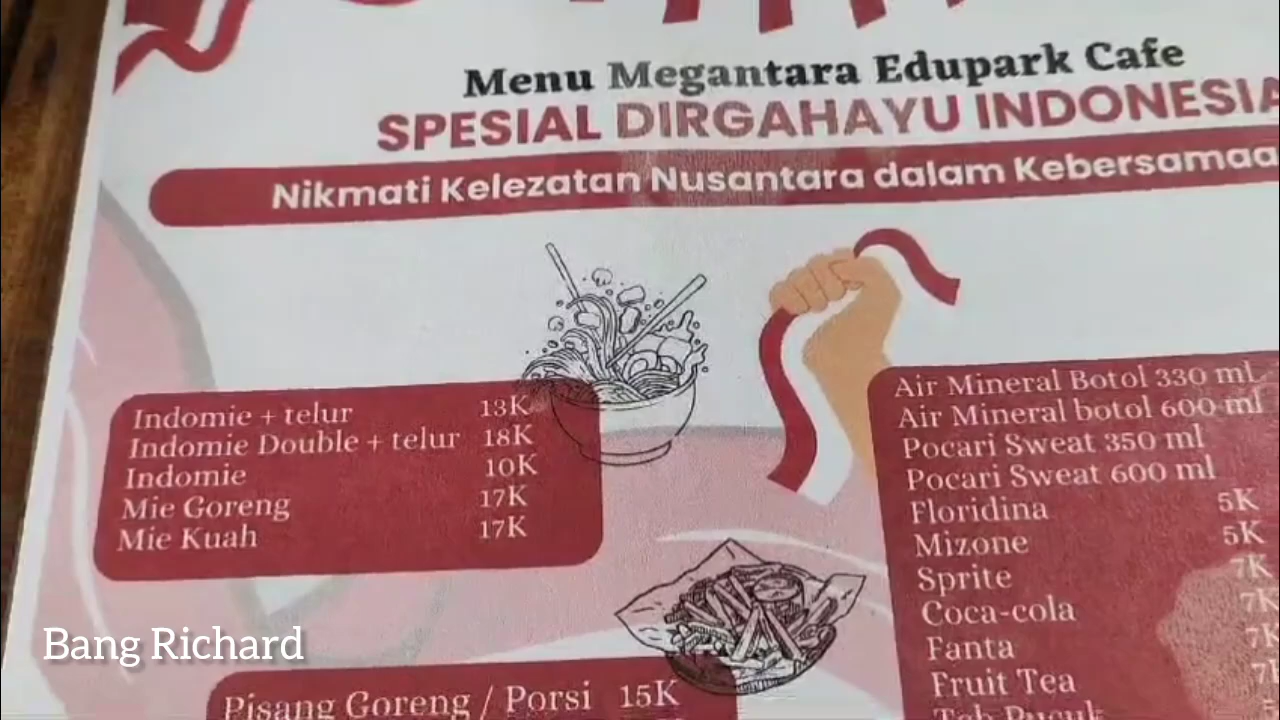 Menu Megantara Edupark Cafe
SPESIAL DIRGAHAYU INDONESIA
Nikmati Kelezatan Nusantara dalam Kebersamaa
Indomie + telur 13K
Indomie Double + telur 18K
Indomie 10K
Mie Goreng 17K
Mie Kuah 17K
Pisang Goreng / Porsi 15K
Air Mineral Botol 330 ml
Air Mineral botol 600 ml
Pocari Sweat 350 ml
Pocari Sweat 600 ml
Floridina 5K
Mizone 5K
Sprite 7K
Coca-cola 7K
Fanta 7K
Fruit Tea
Bang Richard